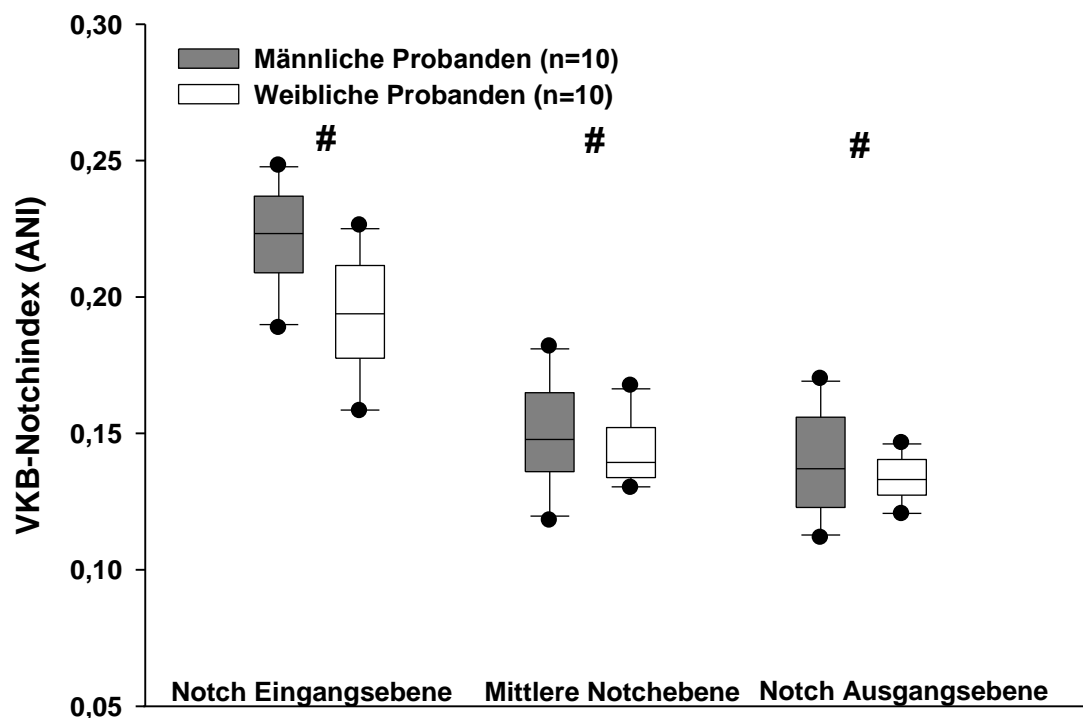 0,30
Männliche Probanden (n=10)
Weibliche Probanden (n=10)
# # #
0,25
0,20
0,15
0,10
0,05
VKB-Notchindex (ANI)
Notch Eingangsebene Mittlere Notchebene Notch Ausgangsebene